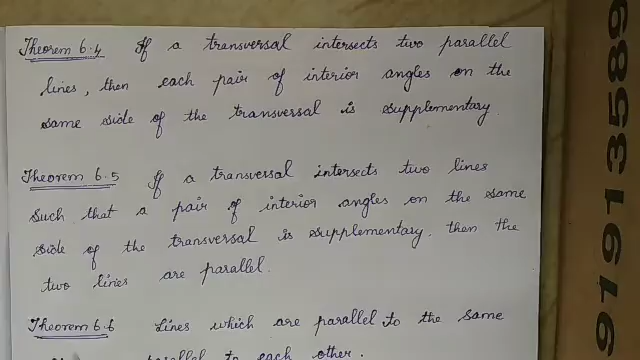 Theorem 6.4 If a transversal intersects two parallel
lines, then each pair of interior angles on the
same side of the transversal is supplementary
Theorem 6.5 If a transversal intersects two lines
Such that a pair of interior angles on the same
side of the transversal is supplementary, then the
two lines are parallel.
Theorem 6.6 Lines which are parallel to the same
parallel to each other.
919113589